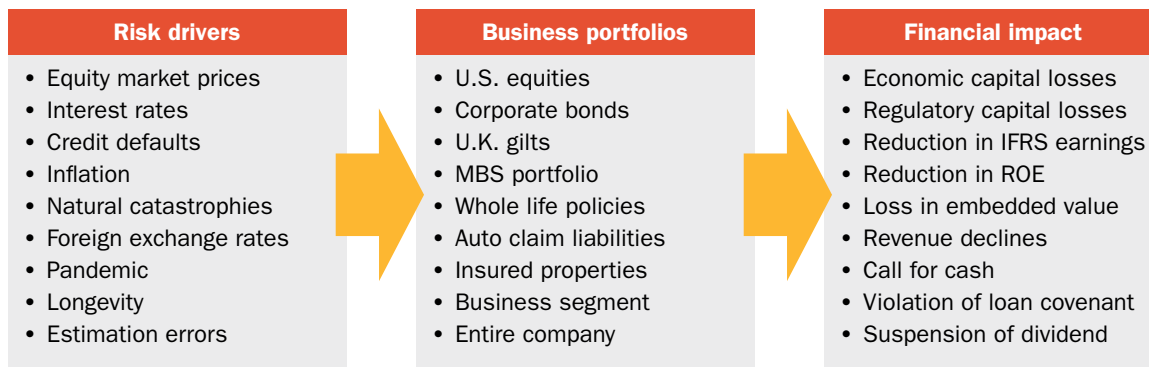 Risk drivers
• Equity market prices
• Interest rates
• Credit defaults
• Inflation
• Natural catastrophies
• Foreign exchange rates
• Pandemic
• Longevity
• Estimation errors
Business portfolios
• U.S. equities
• Corporate bonds
• U.K. gilts
• MBS portfolio
• Whole life policies
• Auto claim liabilities
• Insured properties
• Business segment
• Entire company
Financial impact
• Economic capital losses
• Regulatory capital losses
• Reduction in IFRS earnings
• Reduction in ROE
• Loss in embedded value
• Revenue declines
• Call for cash
• Violation of loan covenant
• Suspension of dividend